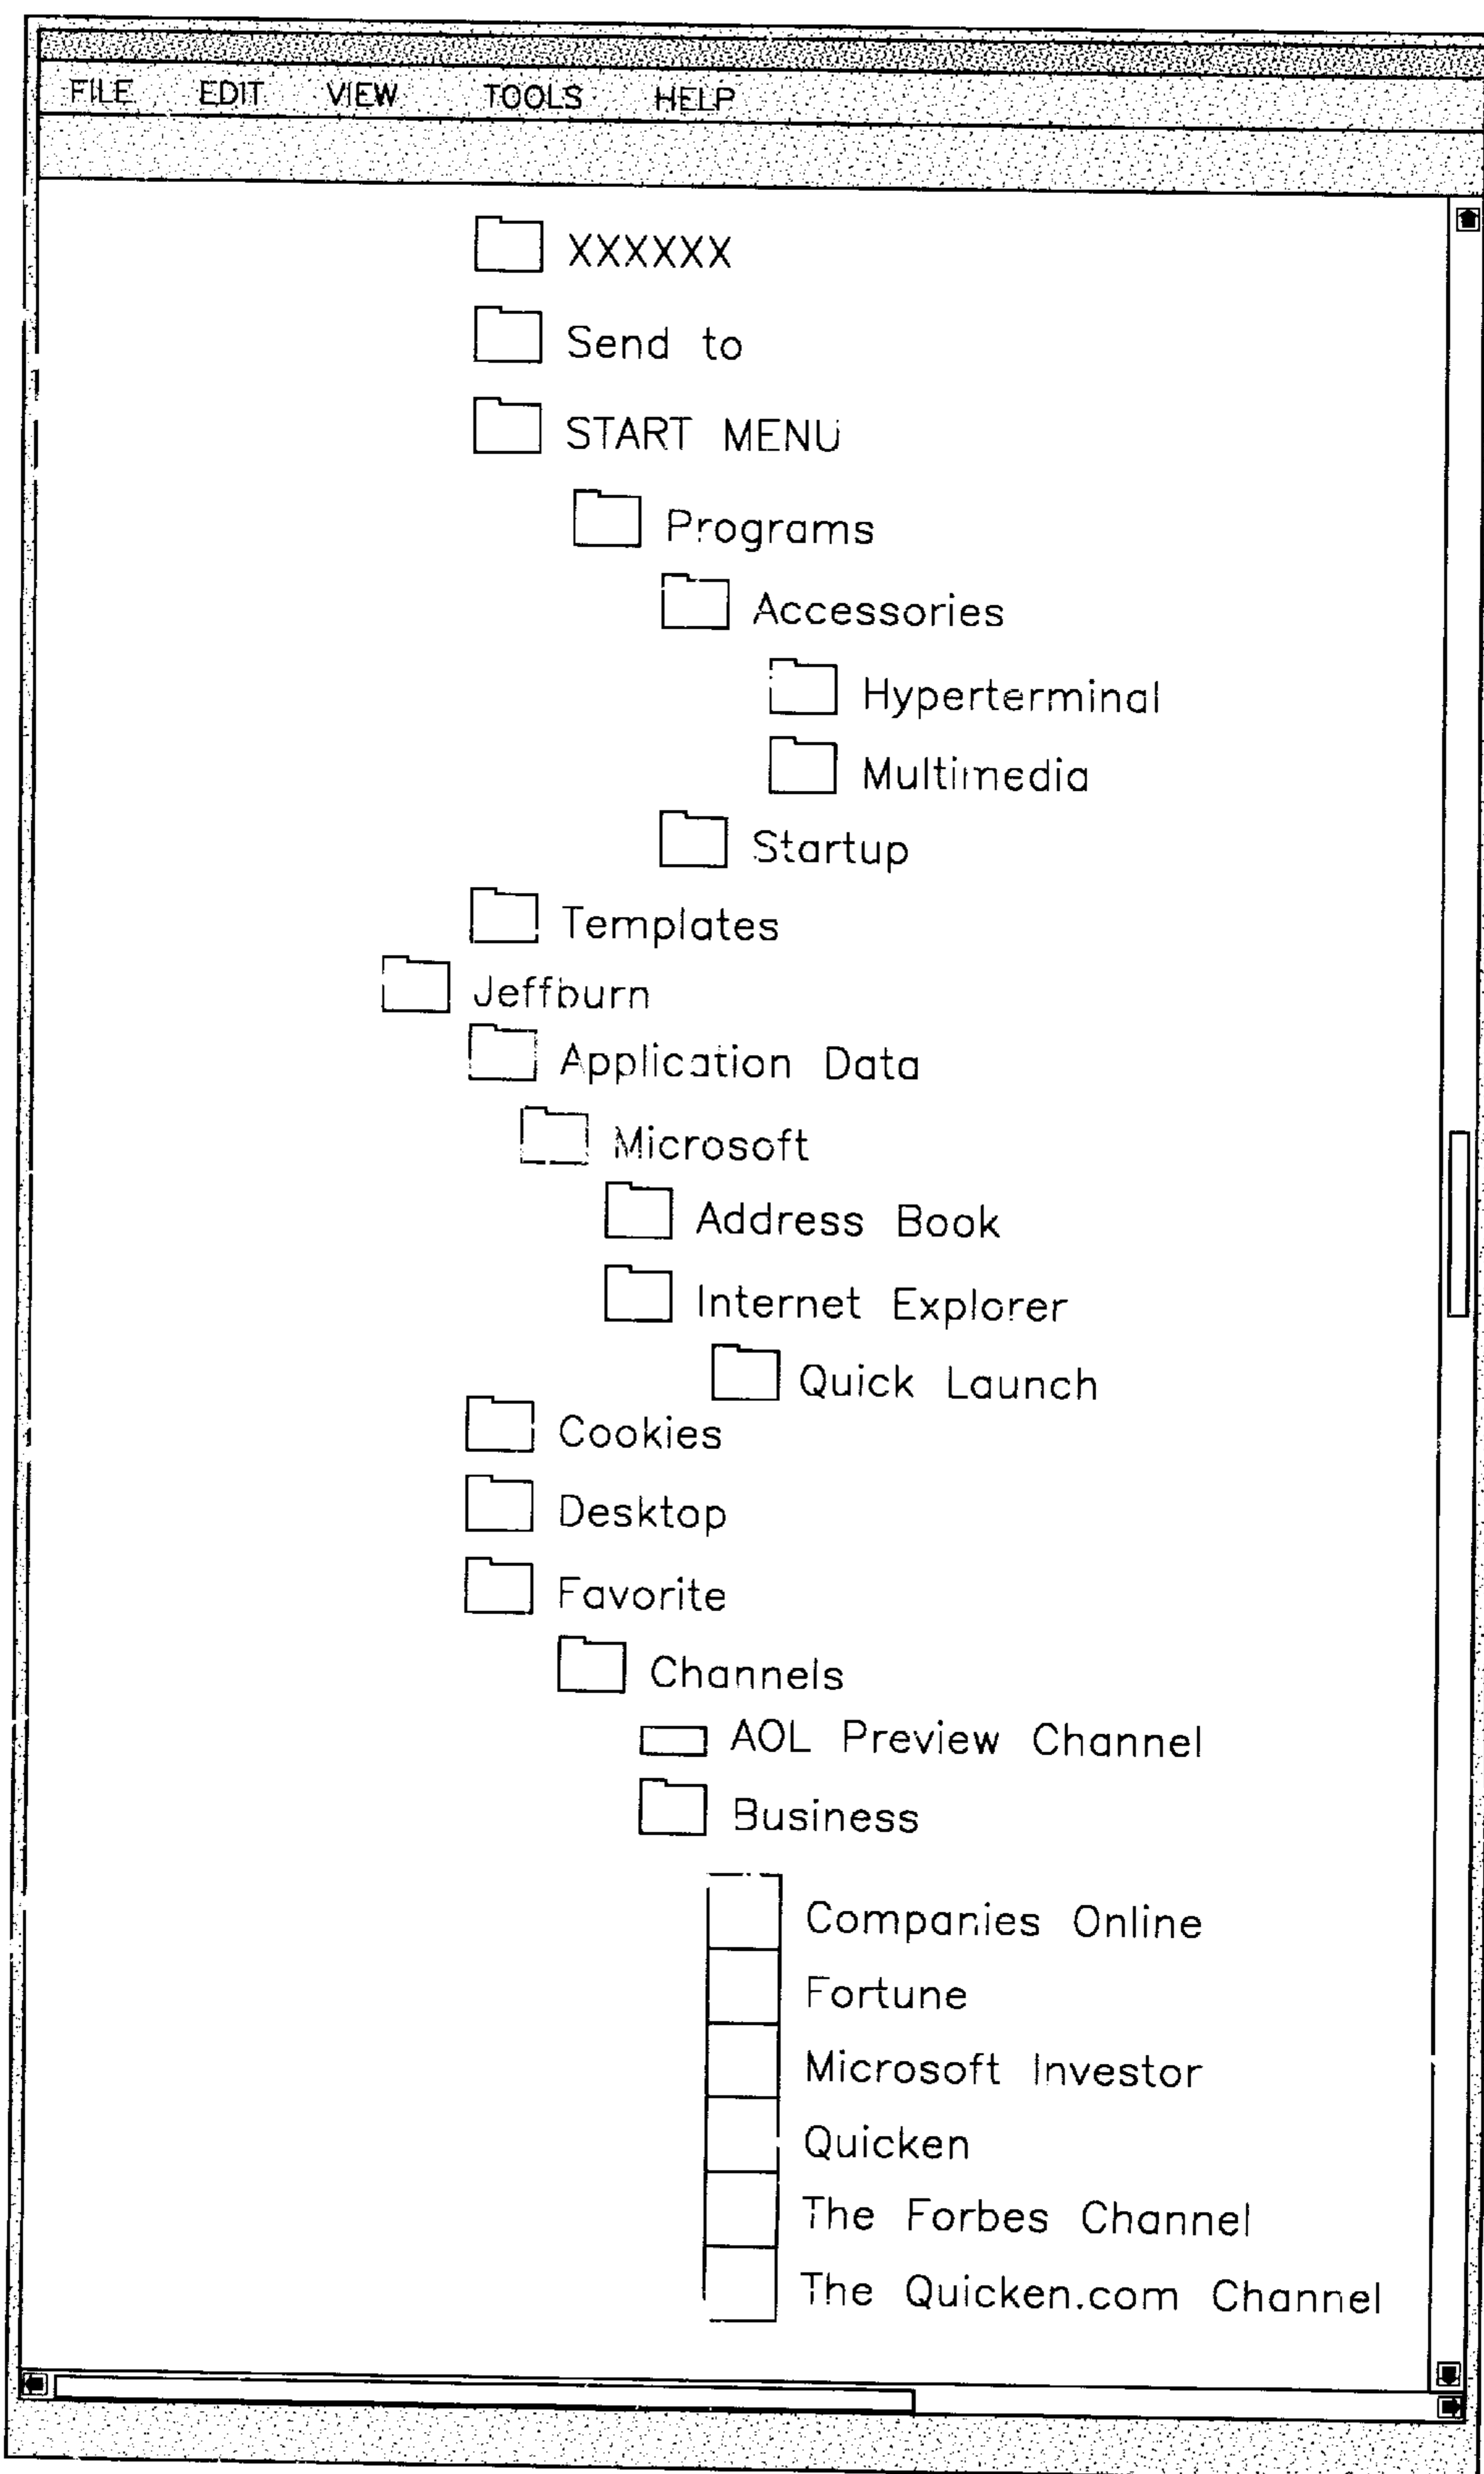 FILE EDIT VIEW TOOLS HELP
XXXXXX
Send to
START MENU
Programs
Accessories
Hyperterminal
Multimedia
Startup
Templates
Jeffburn
Application Data
Microsoft
Address Book
Internet Explorer
Quick Launch
Cookies
Desktop
Favorite
Channels
AOL Preview Channel
Business
Companies Online
Fortune
Microsoft Investor
Quicken
The Forbes Channel
The Quicken.com Channel